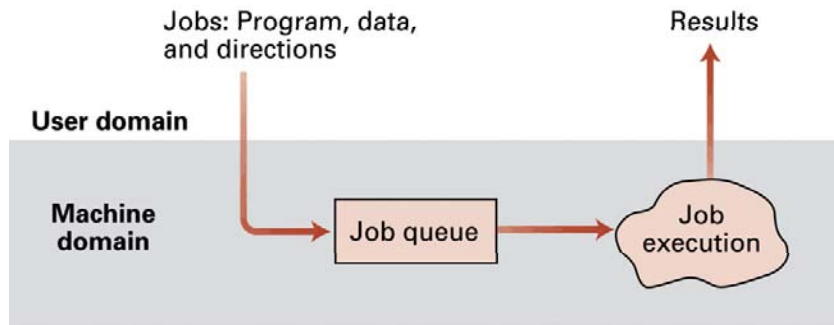 Jobs: Program, data,
and directions
Results
User domain
Machine
domain
Job queue
Job
execution